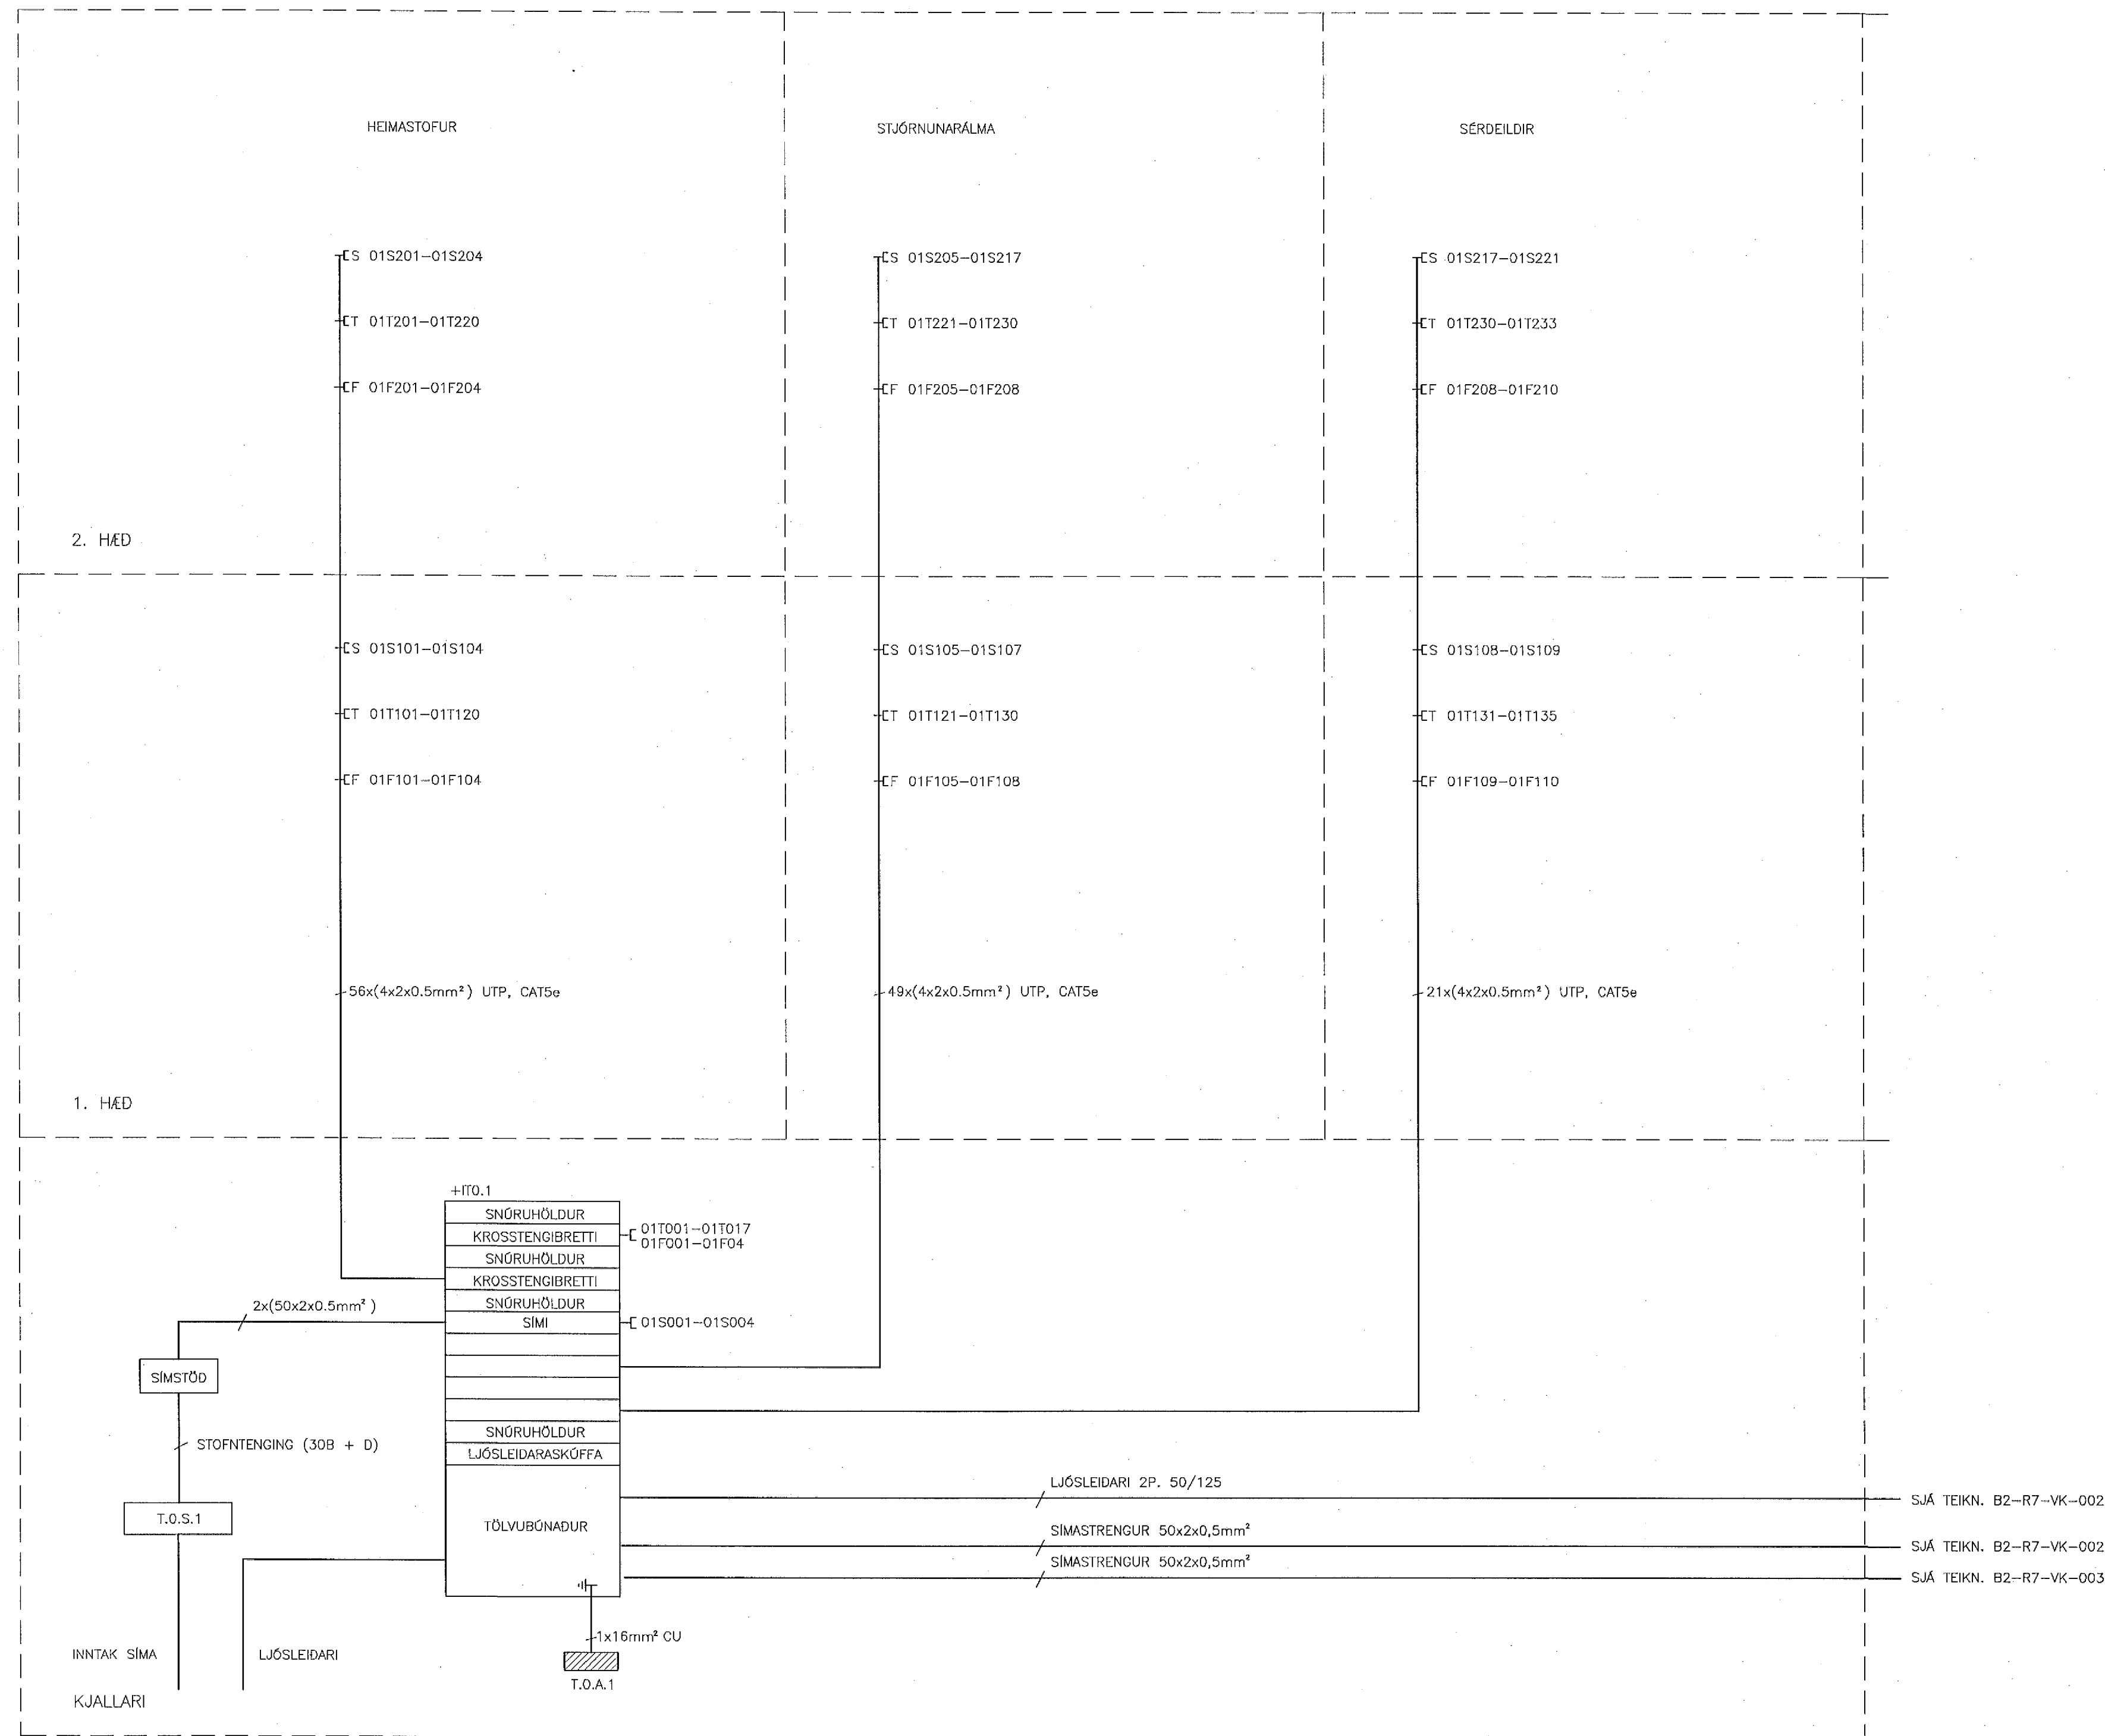 HEIMASTOFUR
STJÓRNUNARÁLMA
SÉRDEILDIR
S 01S201-01S204
S 01S205-01S217
S 01S217-01S221
T 01T201-01T220
T 01T221-01T230
T 01T230-01T233
F 01F201-01F204
F 01F205-01F208
F 01F208-01F210
2. HÆÐ
S 01S101-01S104
S 01S105-01S107
S 01S108-01S109
T 01T101-01T120
T 01T121-01T130
T 01T131-01T135
F 01F101-01F104
F 01F105-01F108
F 01F109-01F110
56x(4x2x0.5mm²) UTP, CAT5e
49x(4x2x0.5mm²) UTP, CAT5e
21x(4x2x0.5mm²) UTP, CAT5e
1. HÆÐ
+IT0.1
SNÚRUHÖLDUR
KROSSTENGIBRETTI
01T001-01T017
01F001-01F04
SNÚRUHÖLDUR
KROSSTENGIBRETTI
SNÚRUHÖLDUR
2x(50x2x0.5mm²)
SÍMI
01S001-01S004
SÍMSTÖÐ
SNÚRUHÖLDUR
STOFNTENGING (30B + D)
LJÓSLEIÐARASKÚFFA
LJÓSLEIÐARI 2P. 50/125
SJÁ TEIKN. B2-R7-VK-002
T.O.S.1
TÖLVUBÚNAÐUR
SÍMASTRENGUR 50x2x0,5mm²
SJÁ TEIKN. B2-R7-VK-002
SÍMASTRENGUR 50x2x0,5mm²
SJÁ TEIKN. B2-R7-VK-003
1x16mm² CU
INNTAK SÍMA
LJÓSLEIÐARI
T.O.A.1
KJALLARI